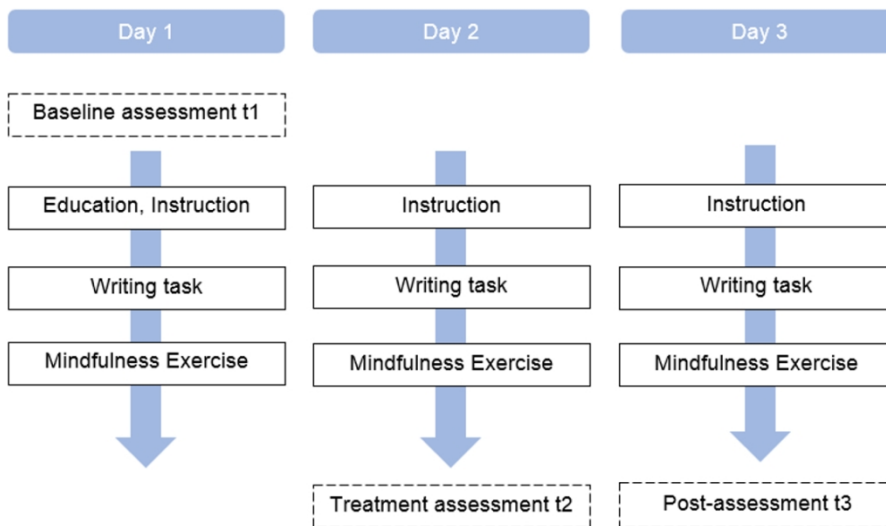 Day 1
Day 2
Day 3
Baseline assessment t1
Education, Instruction
Instruction
Instruction
Writing task
Writing task
Writing task
Mindfulness Exercise
Mindfulness Exercise
Mindfulness Exercise
Treatment assessment t2
Post-assessment t3